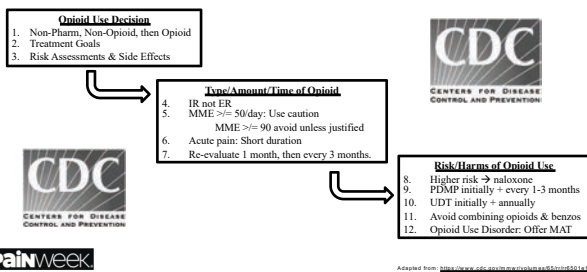 Opioid Use Decision
1. Non-Pharm, Non-Opioid, then Opioid
2. Treatment Goals
3. Risk Assessments & Side Effects
CDC
CENTERS FOR DISEASE
CONTROL AND PREVENTION
Type/Amount/Time of Opioid
4. IR not ER
5. MME >/= 50/day: Use caution
MME >/= 90 avoid unless justified
6. Acute pain: Short duration
7. Re-evaluate 1 month, then every 3 months.
CDC
CENTERS FOR DISEASE
CONTROL AND PREVENTION
Risk/Harms of Opioid Use
8. Higher risk → naloxone
9. PDMP initially + every 1-3 months
10. UDT initially + annually
11. Avoid combining opioids & benzos
12. Opioid Use Disorder: Offer MAT
PaiNWEEK.
Adapted from: https://www.cdc.gov/mmwr/volumes/65/rr/rr6501e1